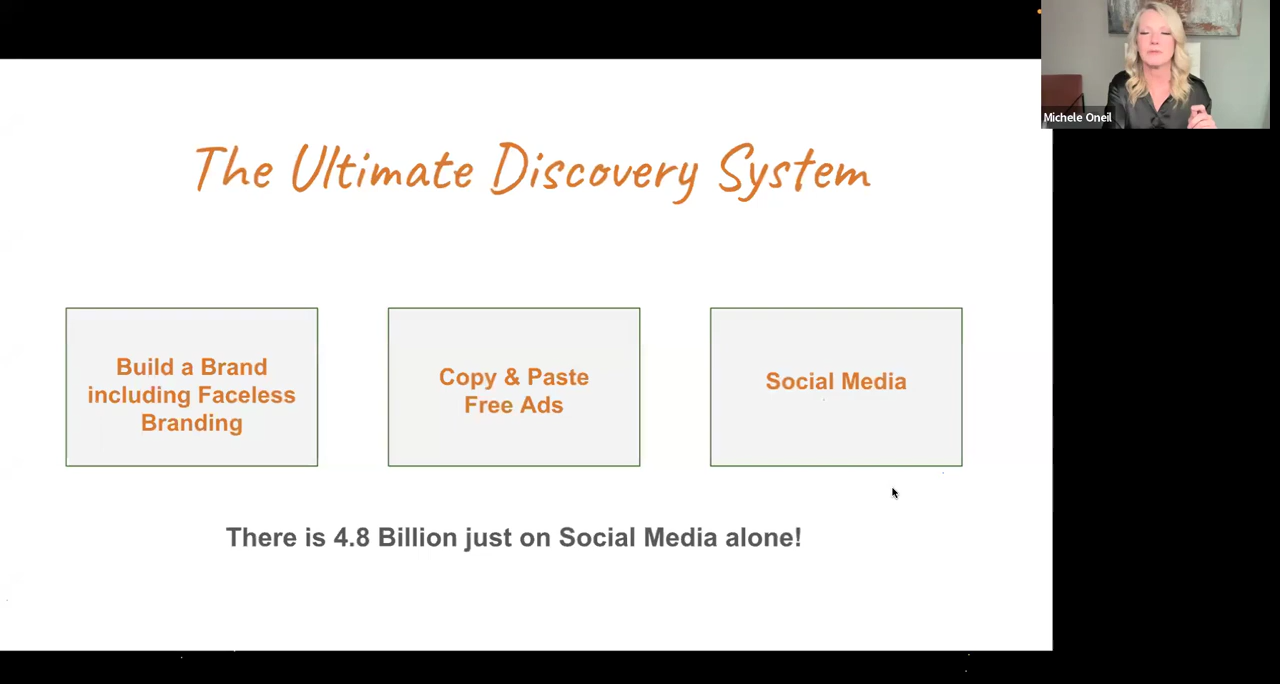 Michele Oneil
The Ultimate Discovery System
Build a Brand
including Faceless
Branding
Copy & Paste
Free Ads
Social Media
There is 4.8 Billion just on Social Media alone!